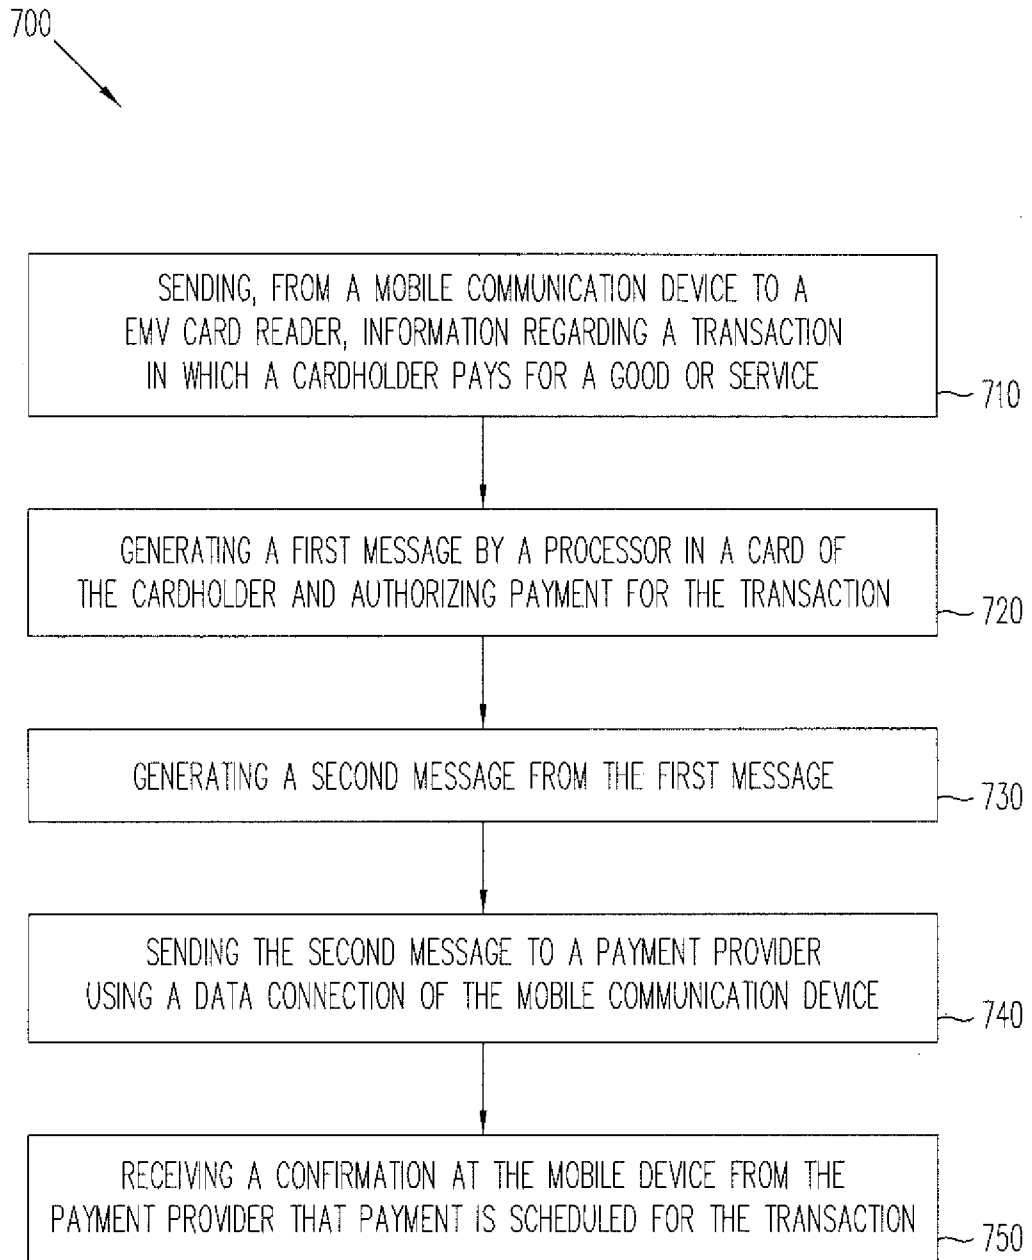 700
SENDING, FROM A MOBILE COMMUNICATION DEVICE TO A
EMV CARD READER, INFORMATION REGARDING A TRANSACTION
IN WHICH A CARDHOLDER PAYS FOR A GOOD OR SERVICE
710
GENERATING A FIRST MESSAGE BY A PROCESSOR IN A CARD OF
THE CARDHOLDER AND AUTHORIZING PAYMENT FOR THE TRANSACTION
720
GENERATING A SECOND MESSAGE FROM THE FIRST MESSAGE
730
SENDING THE SECOND MESSAGE TO A PAYMENT PROVIDER
USING A DATA CONNECTION OF THE MOBILE COMMUNICATION DEVICE
740
RECEIVING A CONFIRMATION AT THE MOBILE DEVICE FROM THE
PAYMENT PROVIDER THAT PAYMENT IS SCHEDULED FOR THE TRANSACTION
750